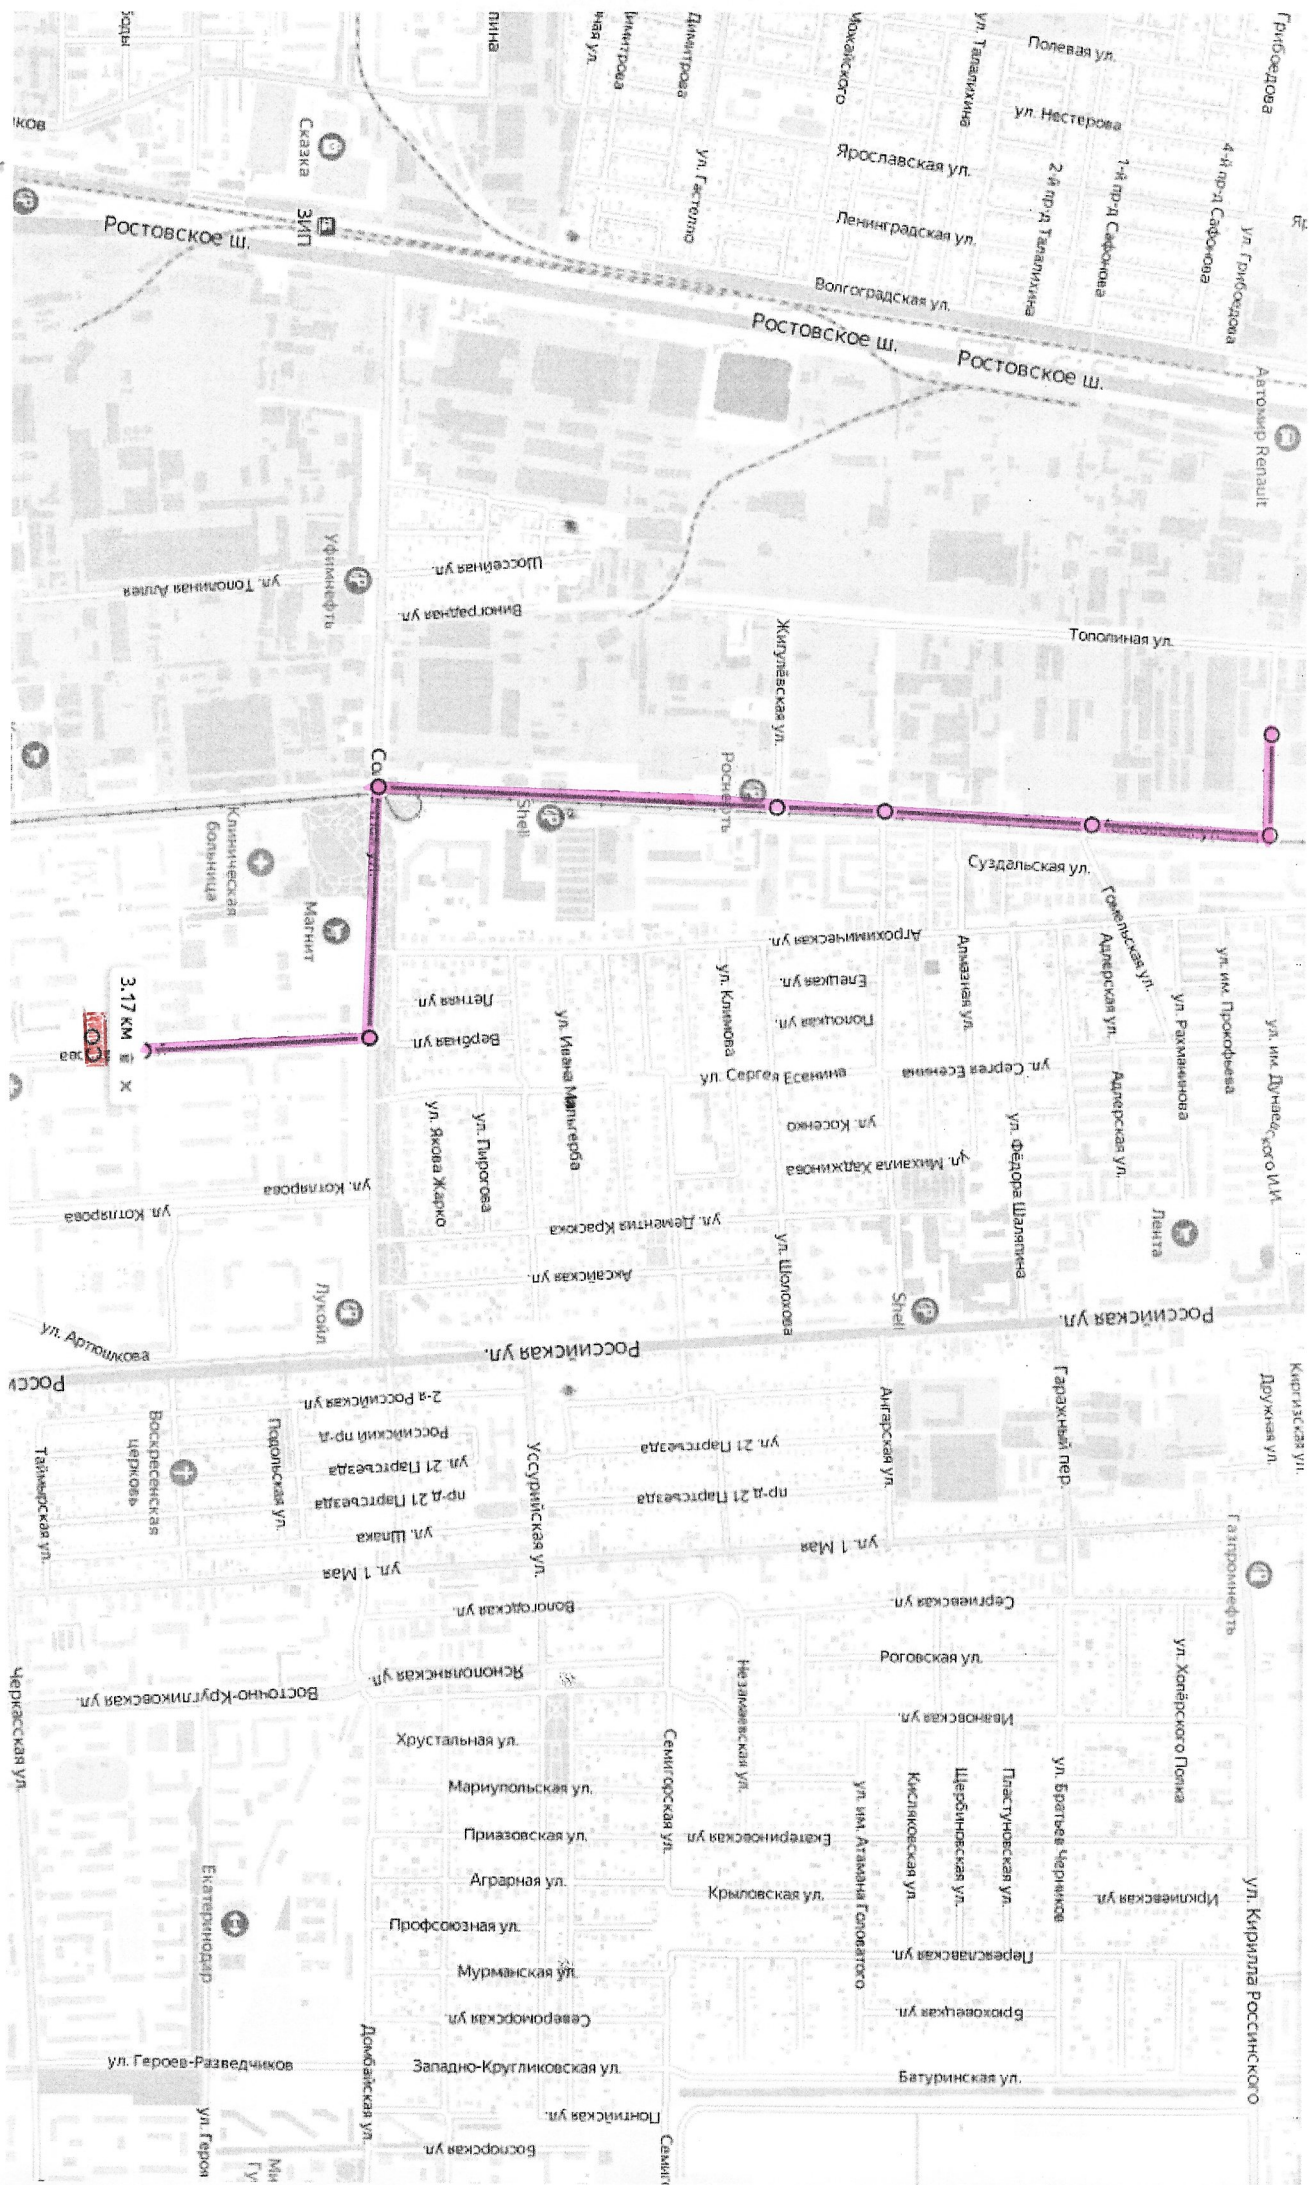 Грибоедова
Полевая ул.
ул. Талалихина
Можайского
Димитрова
ул. Нестерова
Сказка
Ярославская ул.
ул. Гастелло
2-й пр-д Талалихина
1-й пр-д Сафонова
4-й пр-д Сафонова
ул. Грибоедова
ЗИП
Ростовское ш.
Ленинградская ул.
Волгоградская ул.
Ростовское ш.
Ростовское ш.
Автомир Renault
Уфимнефть
Шоссейная ул.
ул. Тополиная Аллея
Виноградная ул.
Жигулёвская ул.
Тополиная ул.
Роснефть
Shell
Клиническая
больница
Суздальская ул.
Магнит
Гомельская ул.
Агрохимическая ул.
Алмазная ул.
Адлерская ул.
ул. им. Прокофьева
3.17 км
Летняя ул.
ул. Климова
Елецкая ул.
ул. Рахманинова
Вербная ул.
ул. Ивана Мальгерба
Полоцкая ул.
ул. им. Дунаевского И.И.
ул. Сергея Есенина
ул. Сергея Есенина
Адлерская ул.
ул. Якова Жарко
ул. Пирогова
ул. Косенко
ул. Фёдора Шаляпина
ул. Михаила Хаджинова
ул. Котлярова
ул. Котлярова
ул. Дементия Красюка
ул. Шолохова
Лента
Аксайская ул.
Лукойл
Shell
Российская ул.
ул. Артюшкова
Российская ул.
Росси
2-я Российская ул.
Российский пр-д
ул. 21 Партсъезда
пр-д 21 Партсъезда
ул. Шпака
ул. 1 Мая
Воскресенская
церковь
Подольская ул.
Таймырская ул.
Уссурийская ул.
ул. 21 Партсъезда
пр-д 21 Партсъезда
ул. 1 Мая
Ангарская ул.
Гаражный пер.
Дружная ул.
Киргизская ул.
Газпромнефть
Вологодская ул.
Сергиевская ул.
Яснополянская ул.
Роговская ул.
Восточно-Кругликовская ул.
Черкасская ул.
Незамаевская ул.
Ивановская ул.
ул. Хопёрского Полка
Хрустальная ул.
Семигорская ул.
Мариупольская ул.
ул. им. Атамана Головатого
Кисляковская ул.
Щербиновская ул.
Пластуновская ул.
ул. Братьев Черников
Приазовская ул.
Екатериновская ул.
Аграрная ул.
Крыловская ул.
Ирклиевская ул.
Екатеринодар
Профсоюзная ул.
ул. Кирилла Россинского
Переяславская ул.
Мурманская ул.
Брюховецкая ул.
Североморская ул.
Домбайская ул.
ул. Героев-Разведчиков
Западно-Кругликовская ул.
Батуринская ул.
Понтийская ул.
ул. Героя
Боспорская ул.
Семиг